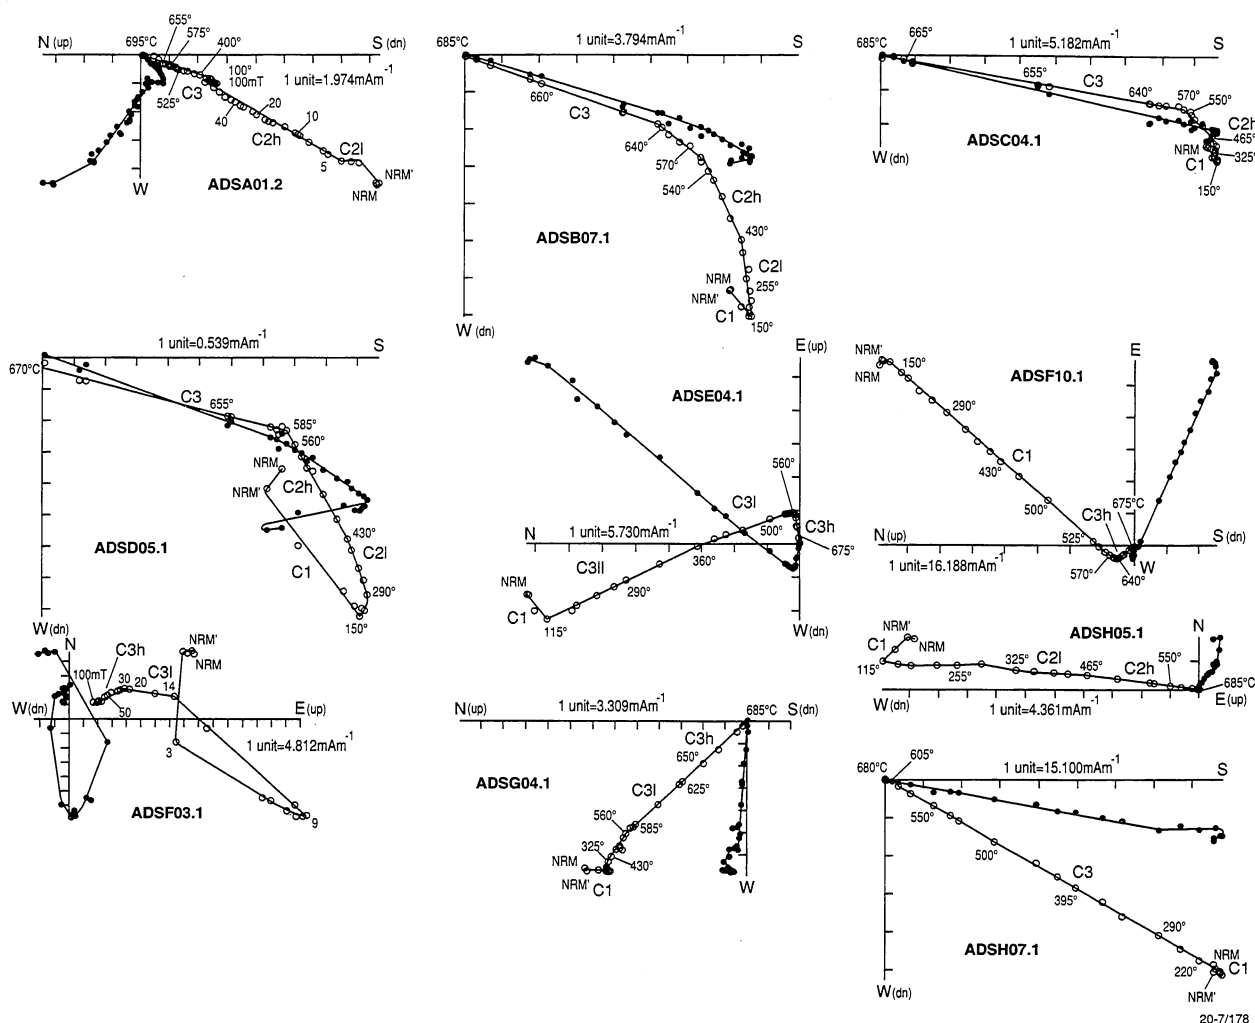 655°
575°
400°
N (up)
695°C
S (dn)
100°
100mT
1 unit=1.974mAm-1
525°
C3
40
20
10
C2h
C2l
5
NRM'
NRM
W
ADSA01.2
685°C
1 unit=3.794mAm-1
S
660°
C3
640°
570°
540°
C2h
430°
ADSB07.1
C2l
NRM
255°
NRM'
C1
150°
W (dn)
685°C
665°
1 unit=5.182mAm-1
S
655°
C3
640°
570°
550°
C2h
465°
NRM
325°
C1
W (dn)
ADSC04.1
150°
1 unit=0.539mAm-1
S
670°C
C3
655°
585°
560°
NRM
C2h
NRM'
430°
ADSD05.1
C2l
C1
290°
150°
W (dn)
E (up)
ADSE04.1
560°
C3l
N
1 unit=5.730mAm-1
500°
C3h
675°
360°
C3ll
290°
NRM
C1
115°
W (dn)
NRM'
NRM
150°
E
ADSF10.1
290°
C1
430°
500°
675°C
C3h
525°
N (up)
S (dn)
1 unit=16.188mAm-1
570°
640°
W
N
C3h
NRM'
NRM
100mT
30
20
C3l
14
50
W (dn)
E (up)
3
1 unit=4.812mAm-1
ADSF03.1
9
N (up)
1 unit=3.309mAm-1
685°C
S (dn)
C3h
650°
ADSG04.1
625°
C3l
560°
585°
325°
430°
NRM
NRM'
C1
W
ADSH05.1
N
NRM'
NRM
C1
115°
255°
325°
C2l
465°
C2h
550°
685°C
W (dn)
1 unit=4.361mAm-1
E (up)
680°C
605°
1 unit=15.100mAm-1
S
550°
500°
C3
395°
290°
ADSH07.1
NRM
220°
C1
NRM'
W (dn)
20-7/178